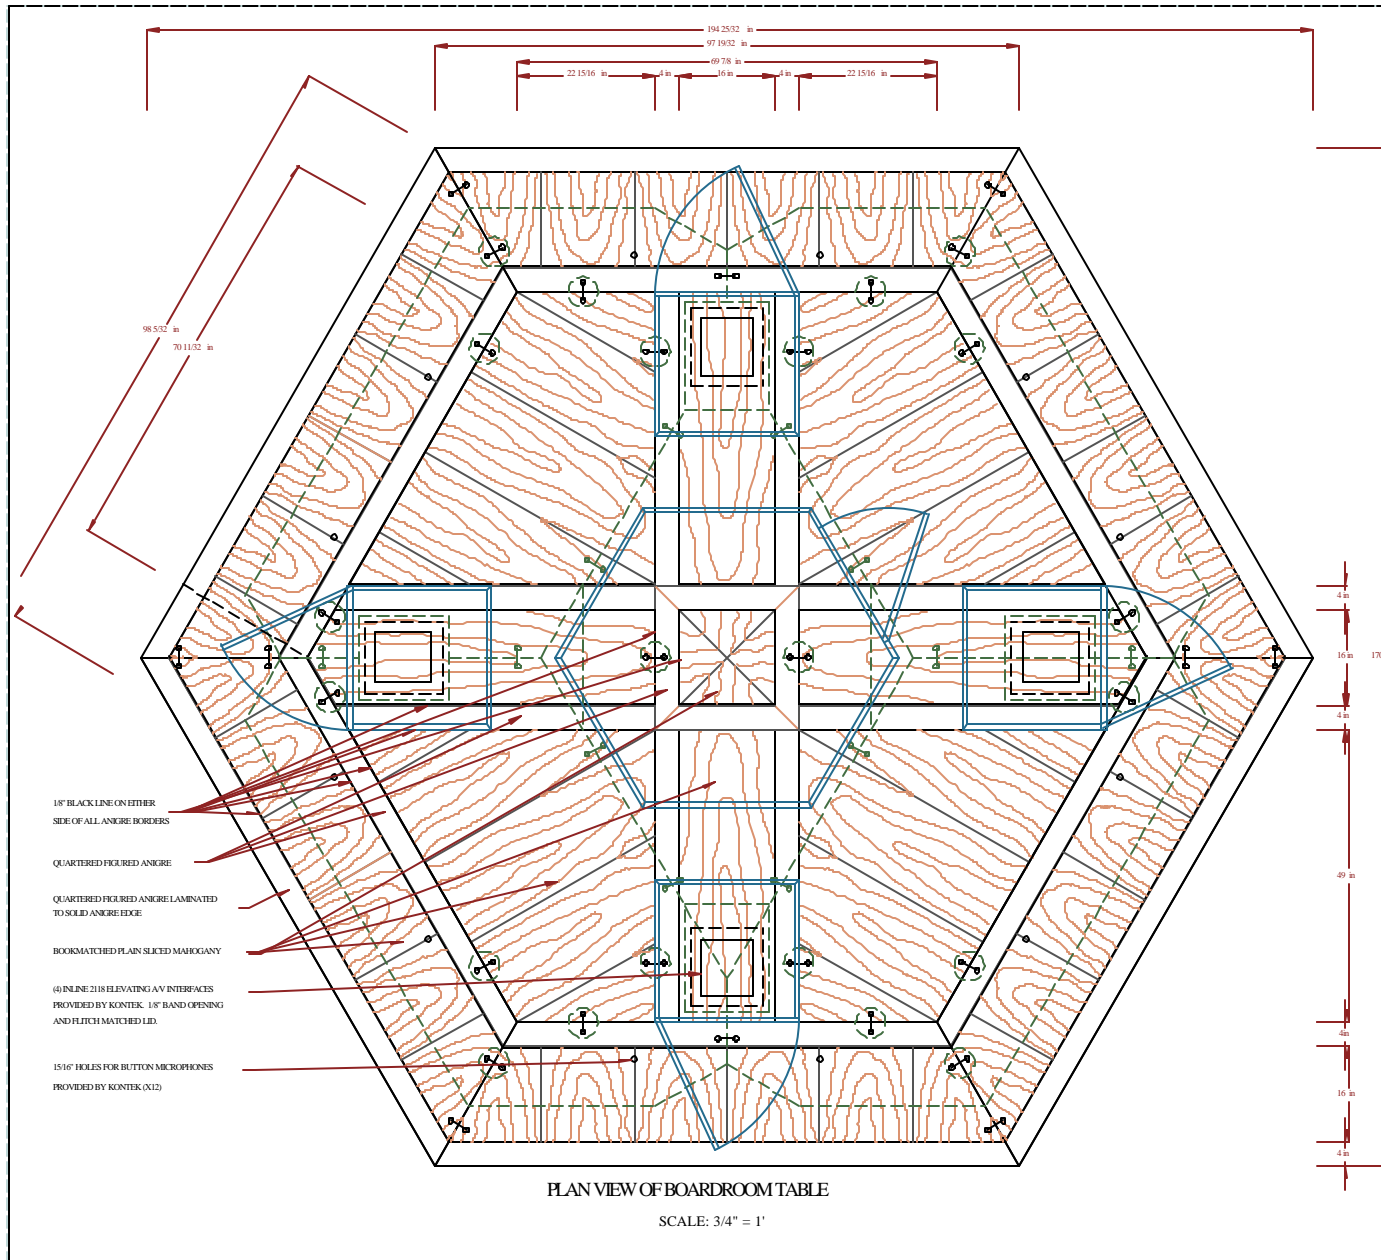 194 25/32 in
97 19/32 in
69 7/8 in
22 15/16 in
4 in
16 in
4 in
22 15/16 in
98 5/32 in
70 11/32 in
4 in
16 in
170
4 in
1/8" BLACK LINE ON EITHER
SIDE OF ALL ANIGRE BORDERS
QUARTERED FIGURED ANIGRE
49 in
QUARTERED FIGURED ANIGRE LAMINATED
TO SOLID ANIGRE EDGE
BOOKMATCHED PLAIN SLICED MAHOGANY
(4) INLINE 2118 ELEVATING A/V INTERFACES
PROVIDED BY KONTEK. 1/8" BAND OPENING
AND FLITCH MATCHED LID.
4in
15/16" HOLES FOR BUTTON MICROPHONES
PROVIDED BY KONTEK (X12)
16 in
4 in
PLAN VIEW OF BOARDROOM TABLE
SCALE: 3/4" = 1'